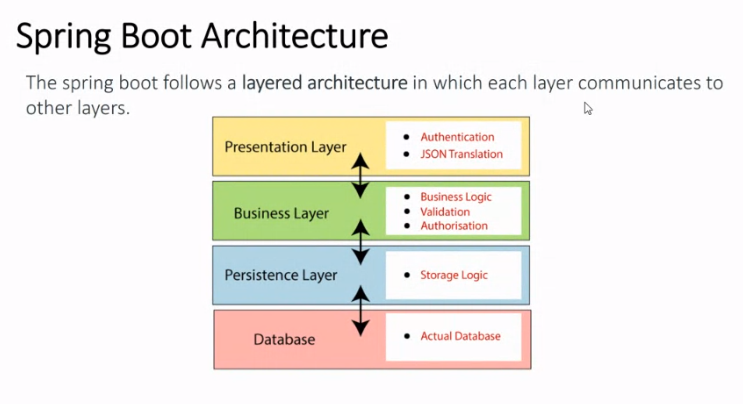 Spring Boot Architecture
The spring boot follows a layered architecture in which each layer communicates to
other layers.
Presentation Layer
• Authentication
• JSON Translation
Business Layer
• Business Logic
• Validation
• Authorisation
Persistence Layer
• Storage Logic
Database
• Actual Database